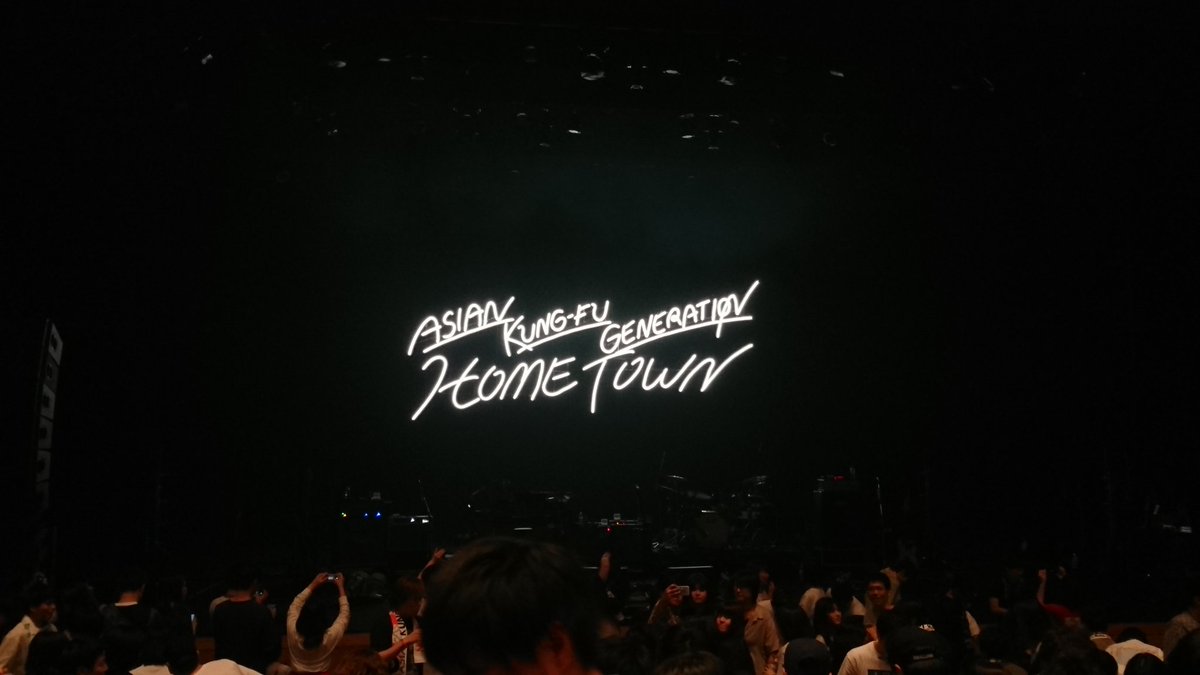 ASIAN KUNG-FU GENERATION
HOME TOWN